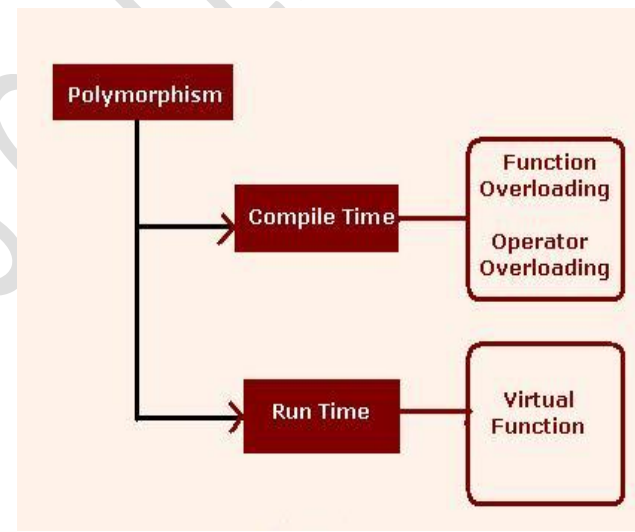 Polymorphism
Compile Time
Function
Overloading
Operator
Overloading
Run Time
Virtual
Function